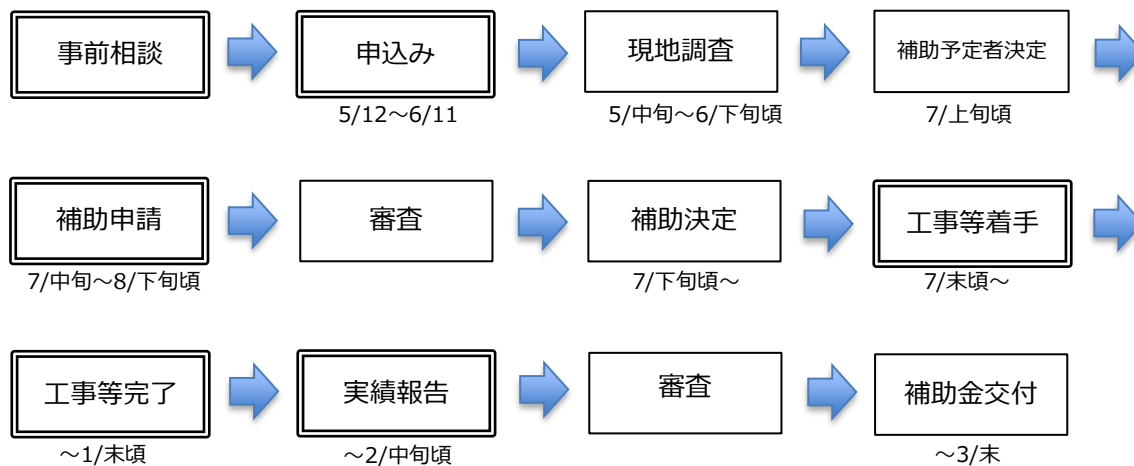 事前相談
申込み
現地調査
補助予定者決定
5/12～6/11
5/中旬～6/下旬頃
7/上旬頃
補助申請
審査
補助決定
工事等着手
7/中旬～8/下旬頃
7/下旬頃～
7/末頃～
工事等完了
実績報告
審査
補助金交付
～1/末頃
～2/中旬頃
～3/末